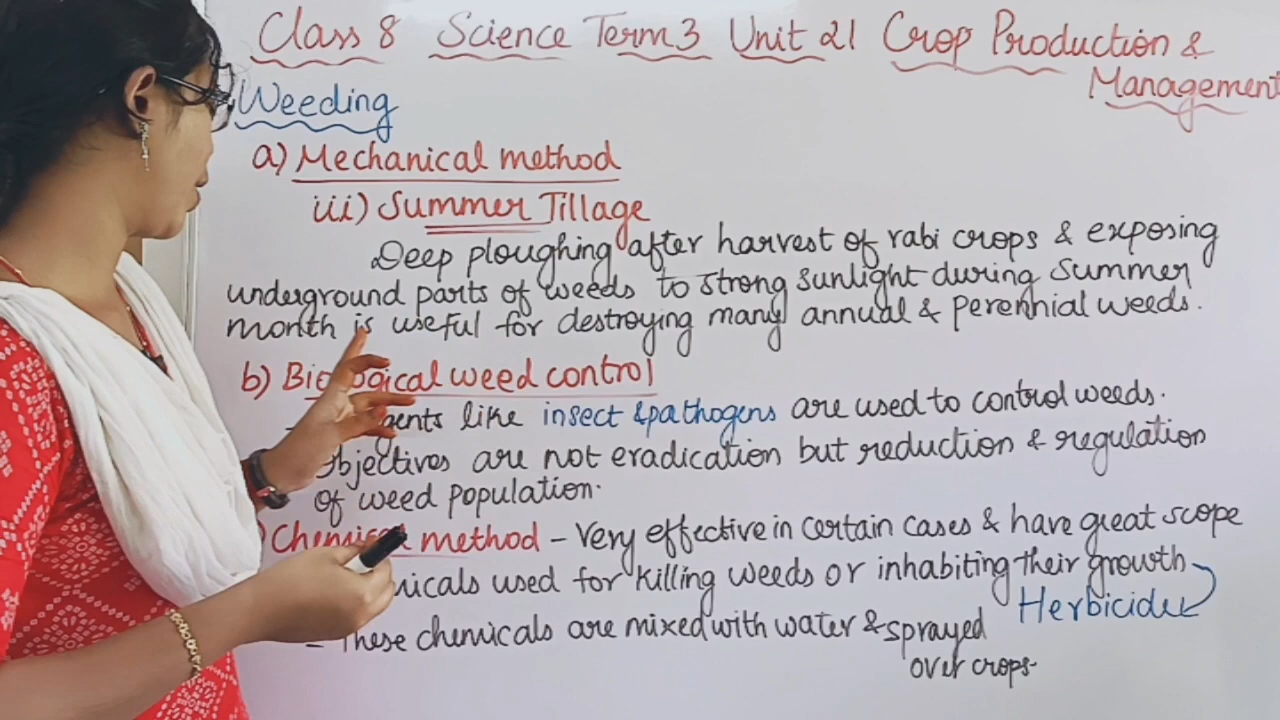 Class 8 Science Term 3 Unit 21 Crop Production &
Management
Weeding
a) Mechanical method
iii) Summer Tillage
Deep ploughing after harvest of rabi crops & exposing
underground parts of weeds to strong sunlight during summer
month is useful for destroying many annual & perennial weeds.
b) Biological weed control
like insect & pathogens are used to control weeds.
objectives are not eradication but reduction & regulation
of weed population.
Chemical method - Very effective in certain cases & have great scope
used for killing weeds or inhabiting their growth
Herbicide
- These chemicals are mixed with water & sprayed
over crops-